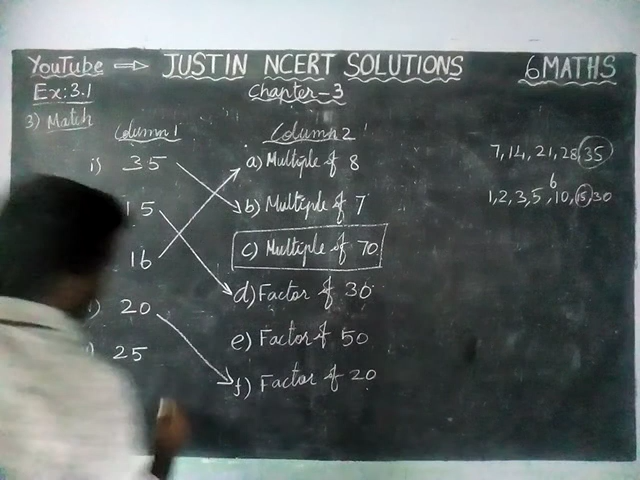 YouTube ⇒ JUSTIN NCERT SOLUTIONS 6 MATHS
Ex:3.1 Chapter-3
3) Match
Column 1 Column 2
i) 35 a) Multiple of 8
15 b) Multiple of 7
16 c) Multiple of 70
20 d) Factor of 30
25 e) Factor of 50
f) Factor of 20
7, 14, 21, 28, 35
6
1, 2, 3, 5, 10, 15, 30